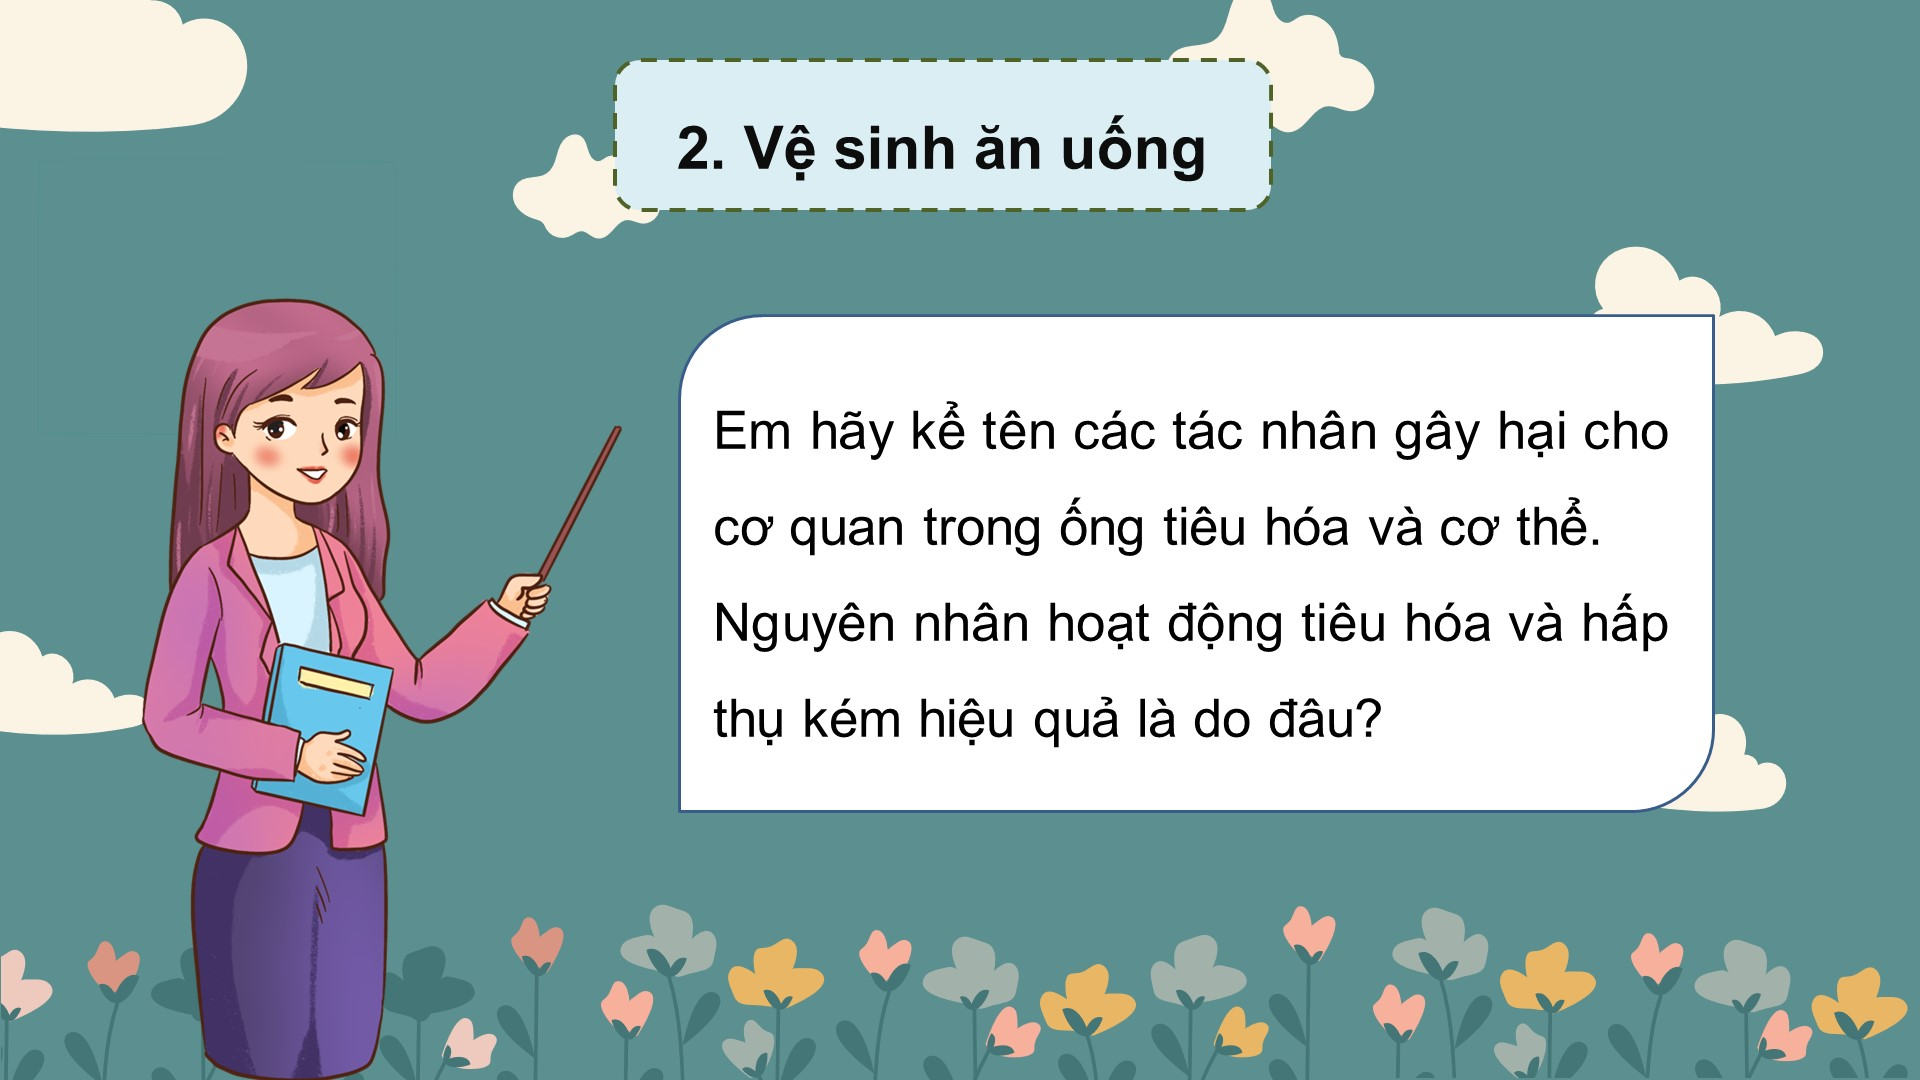 2. Vệ sinh ăn uống
Em hãy kể tên các tác nhân gây hại cho
cơ quan trong ống tiêu hóa và cơ thể.
Nguyên nhân hoạt động tiêu hóa và hấp
thụ kém hiệu quả là do đâu?